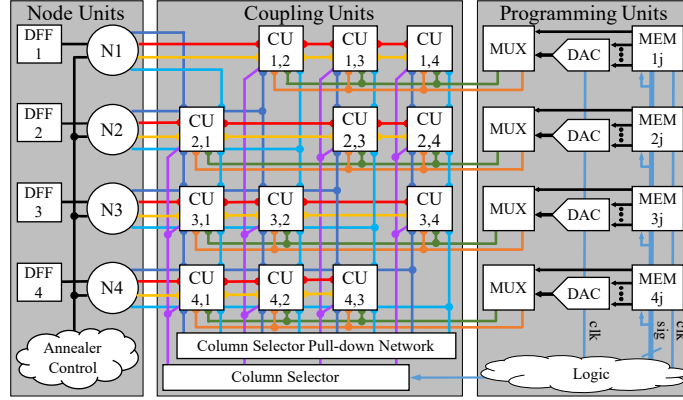 Node Units
Coupling Units
Programming Units
DFF
1
N1
CU
1,2
CU
1,3
CU
1,4
MUX
DAC
MEM
1j
DFF
2
N2
CU
2,1
CU
2,3
CU
2,4
MUX
DAC
MEM
2j
DFF
3
N3
CU
3,1
CU
3,2
CU
3,4
MUX
DAC
MEM
3j
DFF
4
N4
CU
4,1
CU
4,2
CU
4,3
MUX
DAC
MEM
4j
clk
sig
clk
Annealer
Control
Column Selector Pull-down Network
Column Selector
Logic